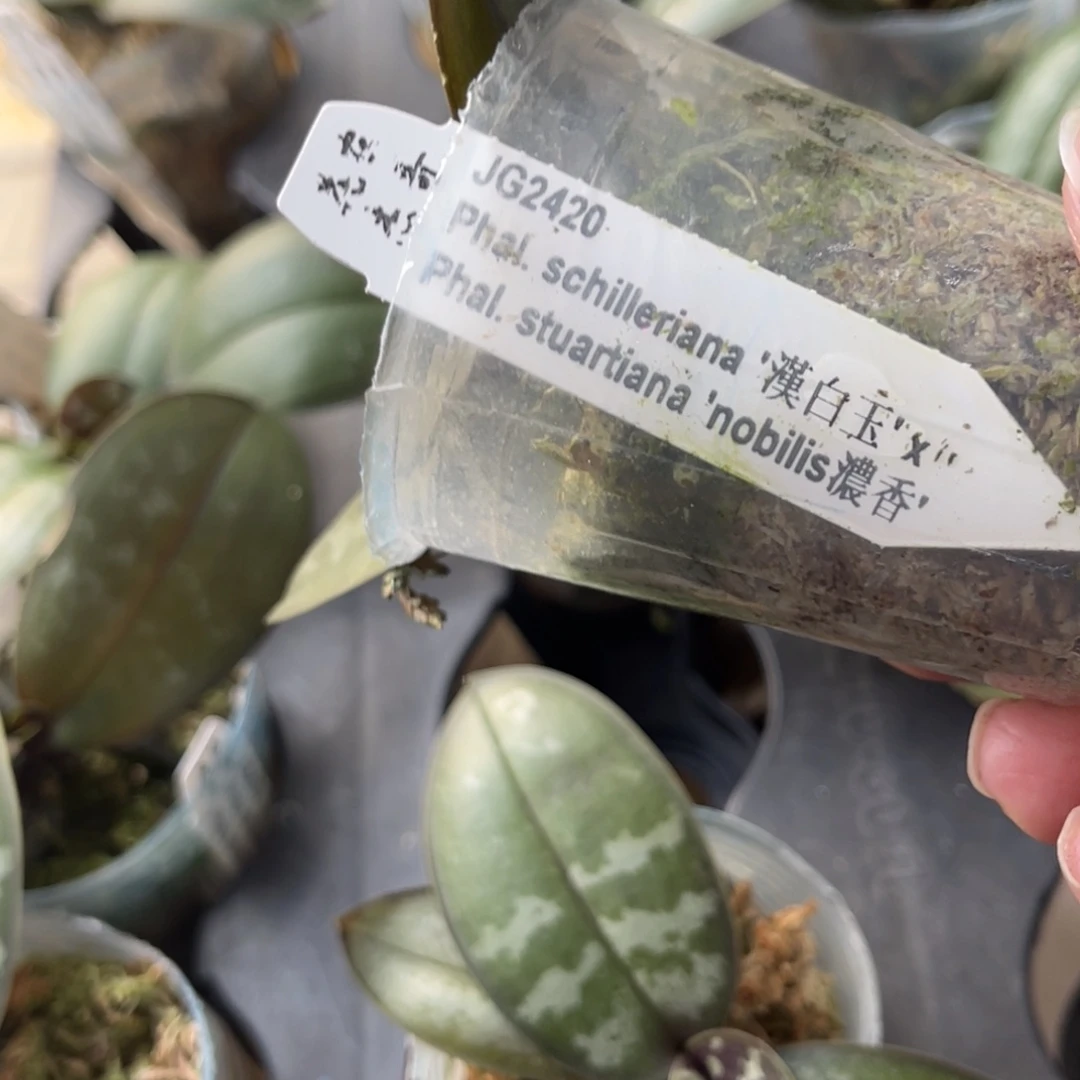 JG2420
Phal. schilleriana '漢白玉' x
Phal. stuartiana 'nobilis濃香'